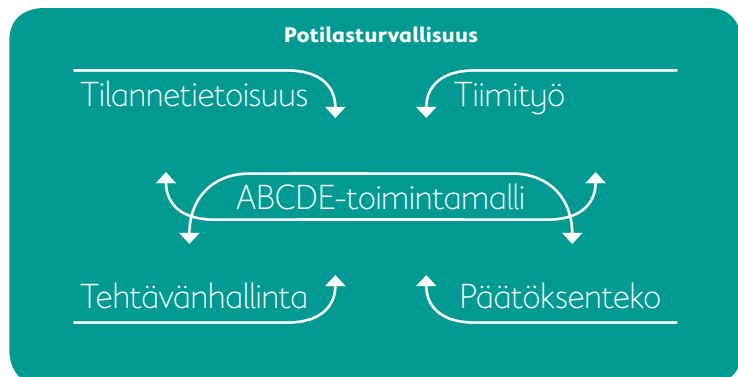 Potilasturvallisuus
Tilannetietoisuus
Tiimityö
ABCDE-toimintamalli
Tehtävänhallinta
Päätöksenteko